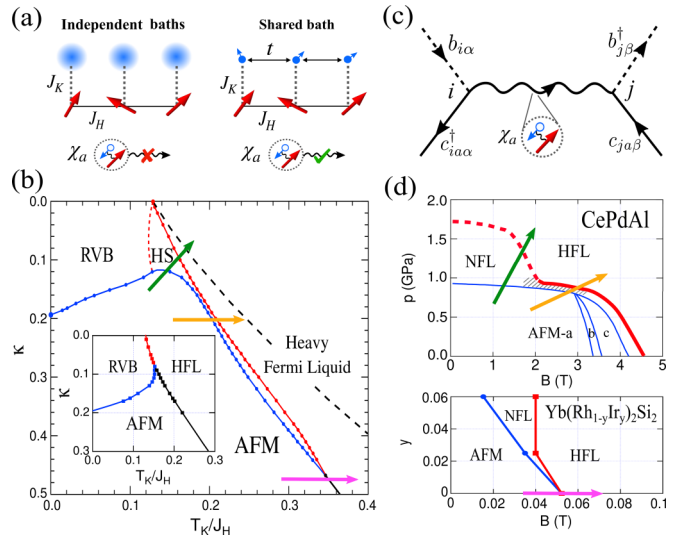 (a)
Independent baths
Shared bath
t
J_K
J_H
J_K
J_H
χ_a
χ_a
(b)
0.0
0.1
0.2
0.3
0.4
0.5
κ
RVB
HS
Heavy
Fermi Liquid
AFM
0.0 0.1 0.2 0.3 0.4
T_K/J_H
0.0
0.1
0.2
0.3
κ
RVB
HFL
AFM
0.0 0.1 0.2 0.3
T_K/J_H
(c)
b_{iα}
b†_{jβ}
i
j
c†_{iaα}
χ_a
c_{jaβ}
(d)
CePdAl
2.0
1.5
1.0
0.5
0
p (GPa)
NFL
HFL
AFM-a
b
c
0 1 2 3 4 5 6
B (T)
0.06
0.04
0.02
0.00
y
Yb(Rh_{1-y}Ir_y)_2Si_2
NFL
AFM
HFL
0 0.02 0.04 0.06 0.08 0.1
B (T)